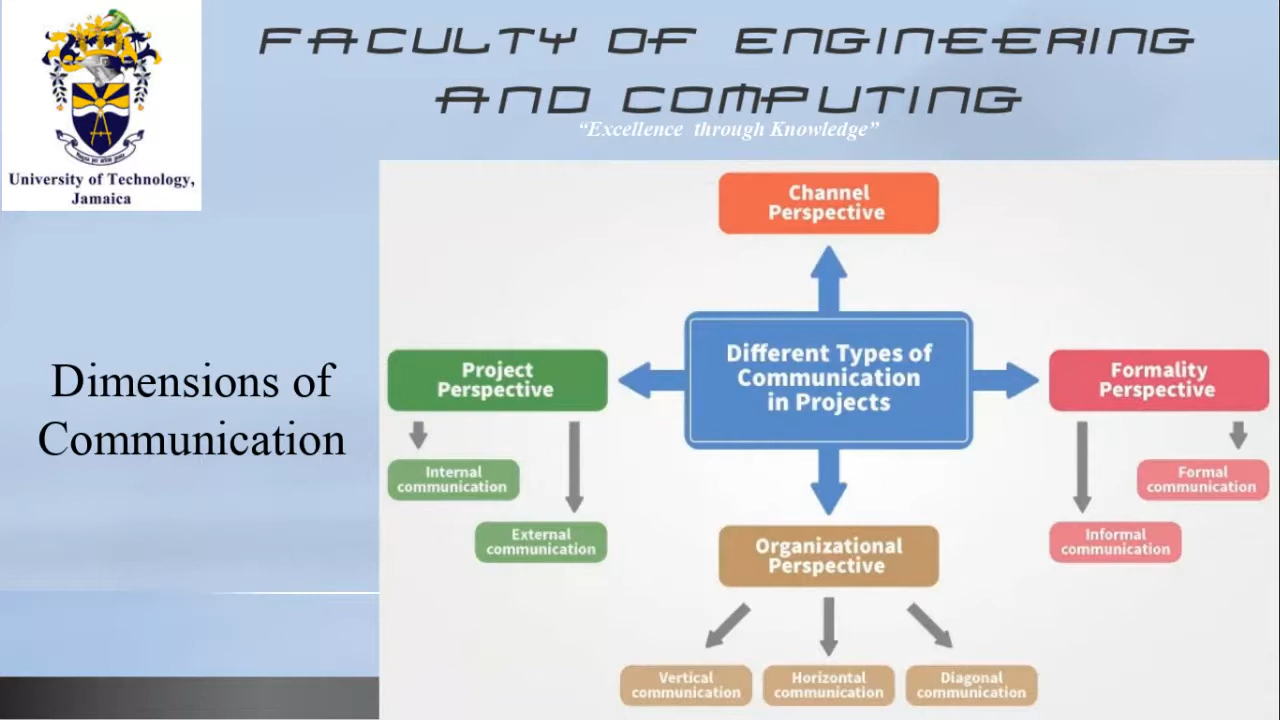 FACULTY OF ENGINEERING
AND COMPUTING
“Excellence through Knowledge”
University of Technology,
Jamaica
Dimensions of
Communication
Channel
Perspective
Different Types of
Communication
in Projects
Project
Perspective
Internal
communication
External
communication
Formality
Perspective
Formal
communication
Informal
communication
Organizational
Perspective
Vertical
communication
Horizontal
communication
Diagonal
communication